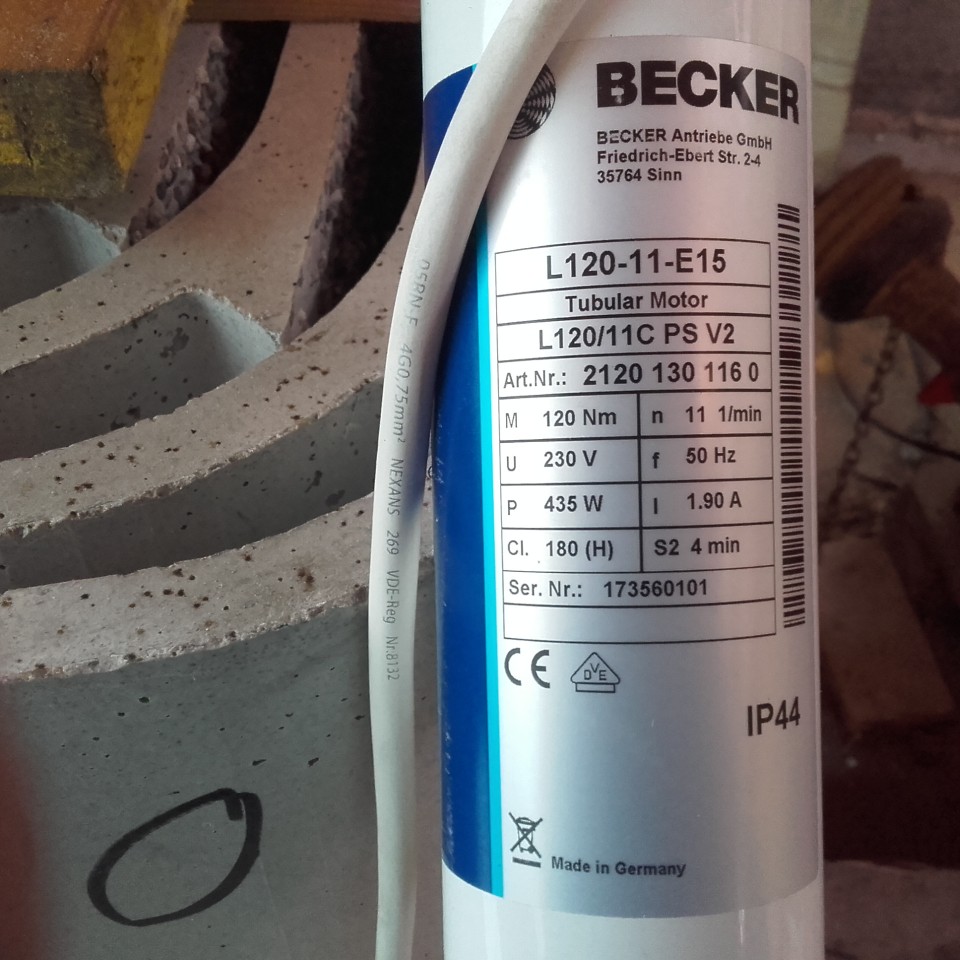 BECKER
BECKER Antriebe GmbH
Friedrich-Ebert Str. 2-4
35764 Sinn
L120-11-E15
Tubular Motor
L120/11C PS V2
Art.Nr.: 2120 130 116 0
M 120 Nm n 11 1/min
U 230 V f 50 Hz
P 435 W I 1.90 A
Cl. 180 (H) S2 4 min
Ser. Nr.: 173560101
CE DVE
IP44
Made in Germany
05RN-F 4G0,75mm² NEXANS 269 VDE-Reg Nr.8132